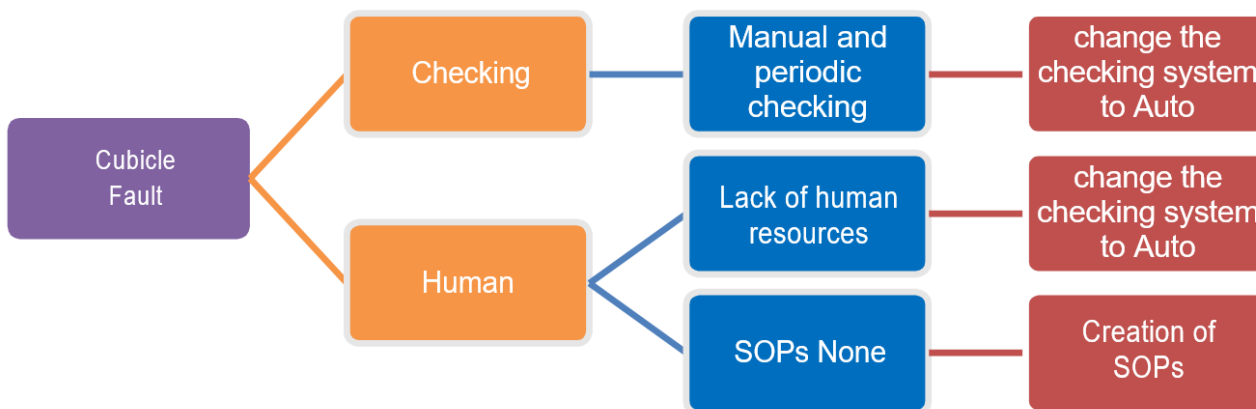 Cubicle
Fault
Checking
Human
Manual and
periodic
checking
Lack of human
resources
SOPs None
change the
checking system
to Auto
change the
checking system
to Auto
Creation of
SOPs